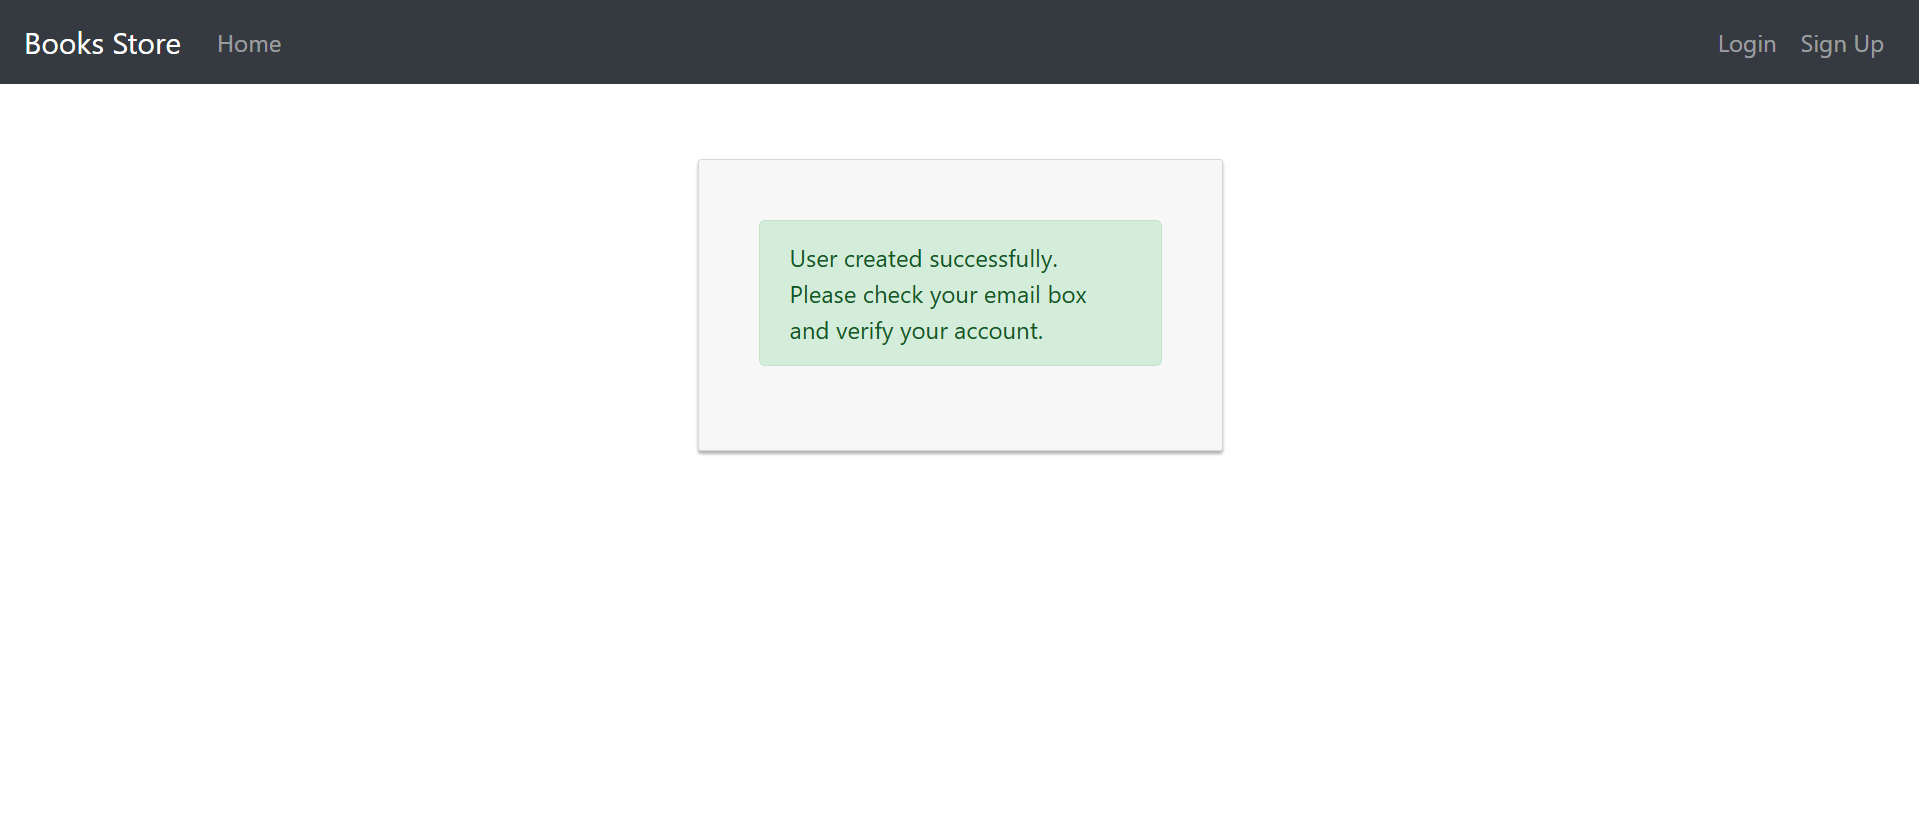 Books Store Home Login Sign Up
User created successfully.
Please check your email box
and verify your account.